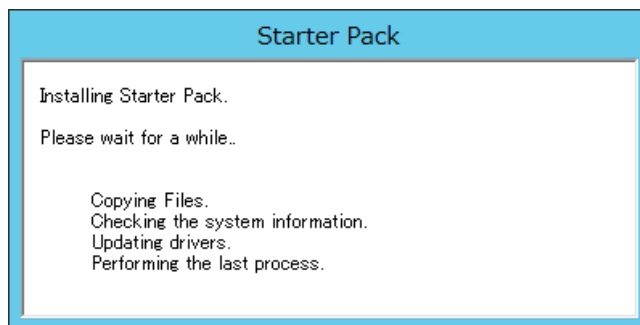 Starter Pack
Installing Starter Pack.
Please wait for a while..
Copying Files.
Checking the system information.
Updating drivers.
Performing the last process.